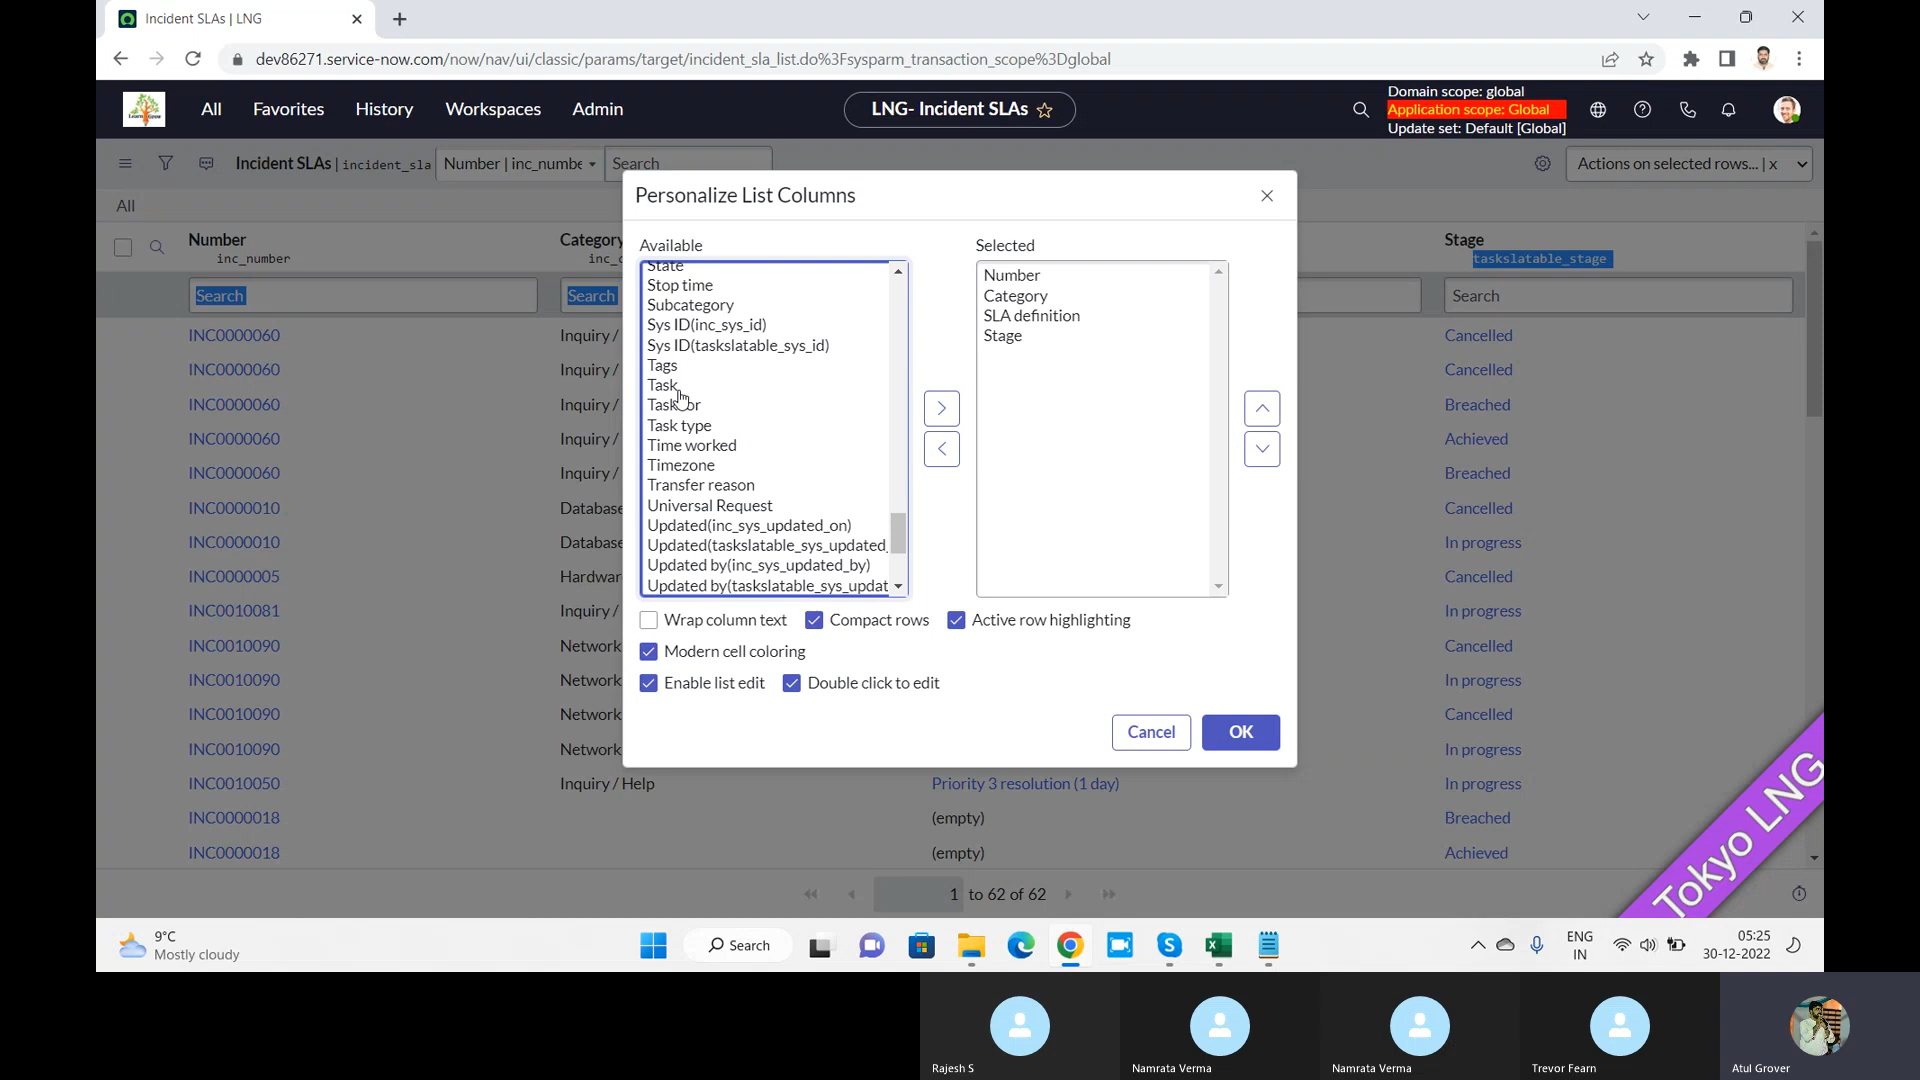 Incident SLAs | LNG
dev86271.service-now.com/now/nav/ui/classic/params/target/incident_sla_list.do%3Fsysparm_transaction_scope%3Dglobal
All Favorites History Workspaces Admin
LNG- Incident SLAs
Domain scope: global
Application scope: Global
Update set: Default [Global]
Incident SLAs | incident_sla
Number | inc_numbe
Search
Actions on selected rows... | x
All
Number
inc_number
Category
inc_c
Stage
taskslatable_stage
Search
Search
Search
INC0000060 Inquiry / Cancelled
INC0000060 Inquiry / Cancelled
INC0000060 Inquiry / Breached
INC0000060 Inquiry / Achieved
INC0000060 Inquiry / Breached
INC0000010 Database Cancelled
INC0000010 Database In progress
INC0000005 Hardwar Cancelled
INC0010081 Inquiry / In progress
INC0010090 Network Cancelled
INC0010090 Network In progress
INC0010090 Network Cancelled
INC0010090 Network In progress
INC0010050 Inquiry / Help Priority 3 resolution (1 day) In progress
INC0000018 (empty) Breached
INC0000018 (empty) Achieved
1 to 62 of 62
Personalize List Columns
Available
State
Stop time
Subcategory
Sys ID(inc_sys_id)
Sys ID(taskslatable_sys_id)
Tags
Task
Task or
Task type
Time worked
Timezone
Transfer reason
Universal Request
Updated(inc_sys_updated_on)
Updated(taskslatable_sys_updated_
Updated by(inc_sys_updated_by)
Updated by(taskslatable_sys_updat
Selected
Number
Category
SLA definition
Stage
Wrap column text
Compact rows
Active row highlighting
Modern cell coloring
Enable list edit
Double click to edit
Cancel
OK
Tokyo LNG
9°C
Mostly cloudy
Search
ENG
IN
05:25
30-12-2022
Rajesh S
Namrata Verma
Namrata Verma
Trevor Fearn
Atul Grover